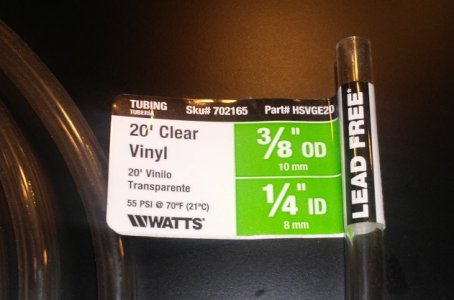 TUBING
TUBERÍA
Sku# 702165
Part# HSVGE20
20' Clear
Vinyl
20' Vinilo
Transparente
55 PSI @ 70°F (21°C)
WATTS
3/8" OD
10 mm
1/4" ID
8 mm
LEAD FREE*